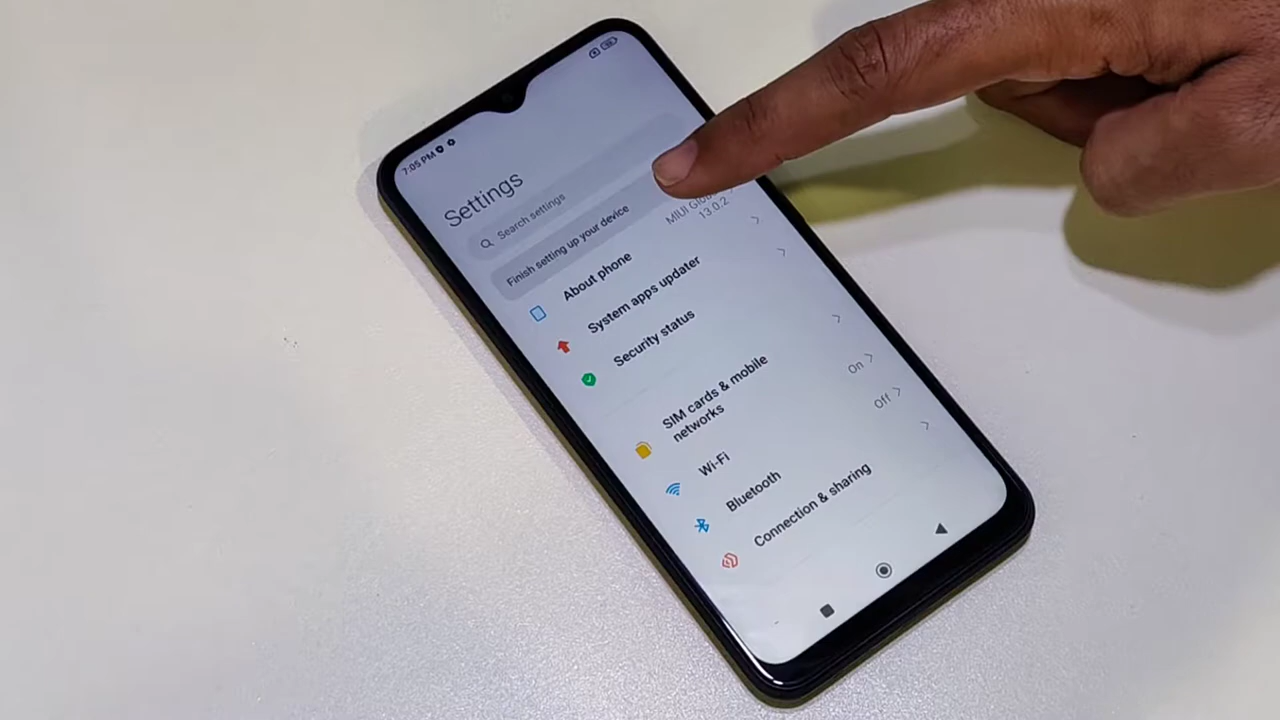 7:05 PM
Settings
Search settings
Finish setting up your device
About phone
MIUI
13.0.2
System apps updater
Security status
SIM cards & mobile
networks
Wi-Fi
On
Bluetooth
Off
Connection & sharing